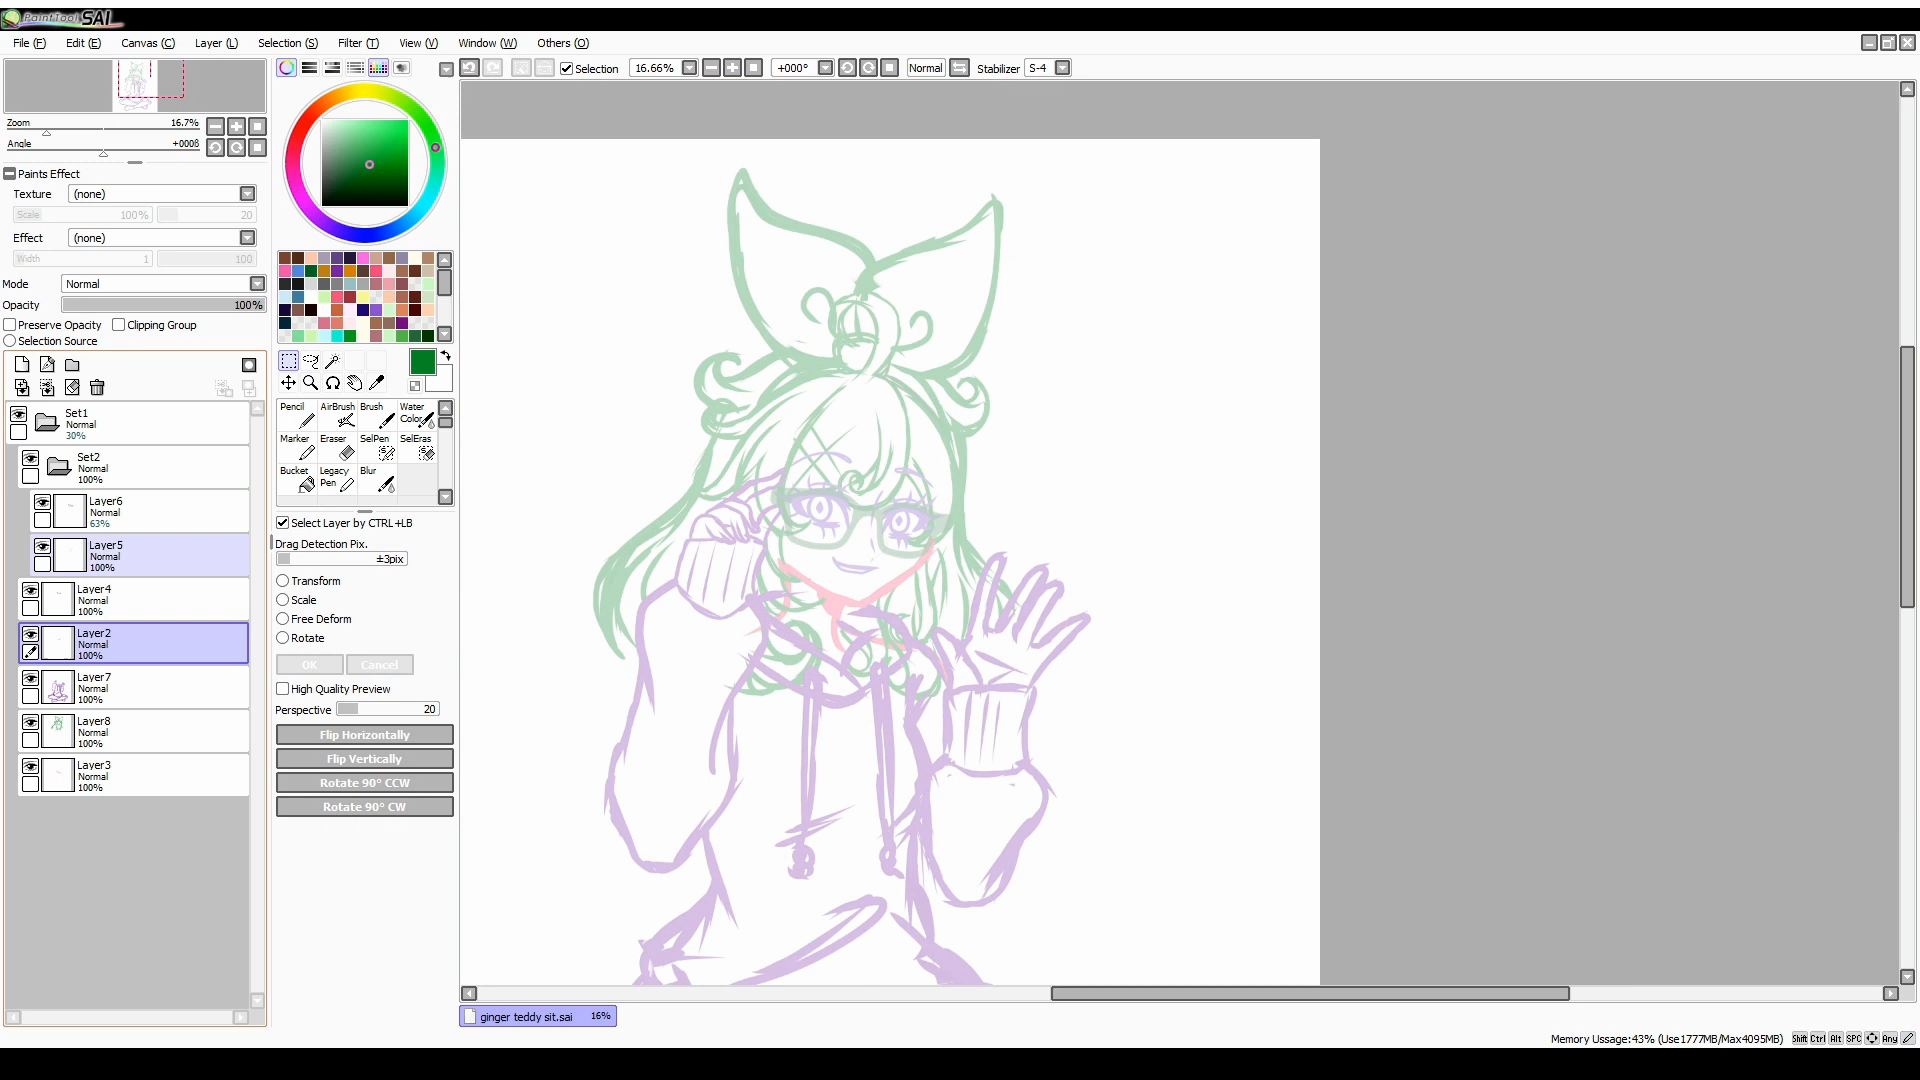 PaintTool SAI
File (F) Edit (E) Canvas (C) Layer (L) Selection (S) Filter (T) View (V) Window (W) Others (O)
Selection 16.66% +000° Normal Stabilizer S-4
Zoom 16.7%
Angle +000ß
Paints Effect
Texture (none)
Scale 100% 20
Effect (none)
Width 1 100
Mode Normal
Opacity 100%
Preserve Opacity Clipping Group
Selection Source
Set1
Normal
30%
Set2
Normal
100%
Layer6
Normal
63%
Layer5
Normal
100%
Layer4
Normal
100%
Layer2
Normal
100%
Layer7
Normal
100%
Layer8
Normal
100%
Layer3
Normal
100%
Pencil AirBrush Brush Water Color
Marker Eraser SelPen SelEras
Bucket Legacy Pen Blur
Select Layer by CTRL+LB
Drag Detection Pix.
±3pix
Transform
Scale
Free Deform
Rotate
OK Cancel
High Quality Preview
Perspective 20
Flip Horizontally
Flip Vertically
Rotate 90° CCW
Rotate 90° CW
ginger teddy sit.sai 16%
Memory Ussage:43% (Use1777MB/Max4095MB) Shift Ctrl Alt SPC Any